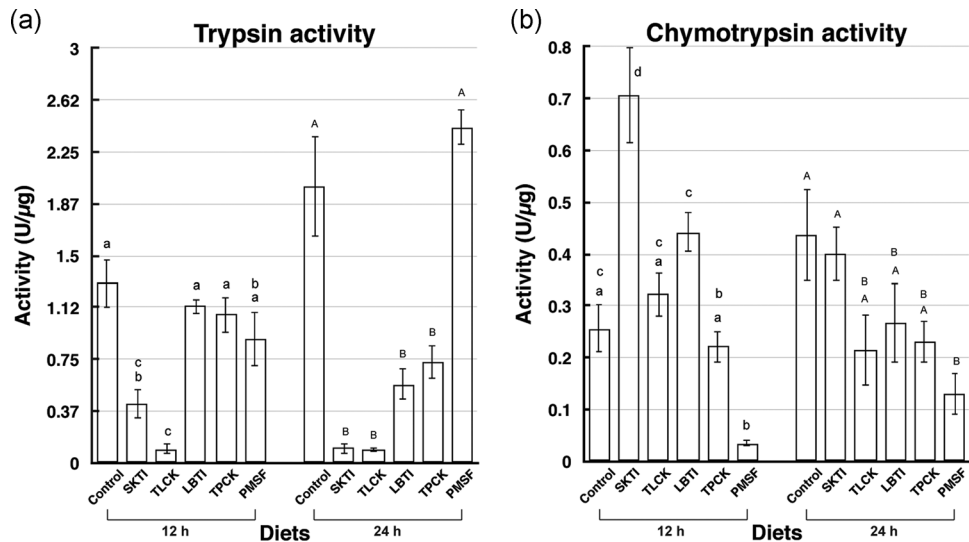 (a)
Trypsin activity
Activity (U/µg)
3
2.62
2.25
1.87
1.5
1.12
0.75
0.37
0
a
c
b
c
a
a
b
a
A
B
B
B
B
A
Control SKTI TLCK LBTI TPCK PMSF Control SKTI TLCK LBTI TPCK PMSF
12 h Diets 24 h
(b)
Chymotrypsin activity
Activity (U/µg)
0.8
0.7
0.6
0.5
0.4
0.3
0.2
0.1
0
c
a
d
c
a
c
b
a
b
A
A
B
A
B
A
B
A
B
Control SKTI TLCK LBTI TPCK PMSF Control SKTI TLCK LBTI TPCK PMSF
12 h Diets 24 h